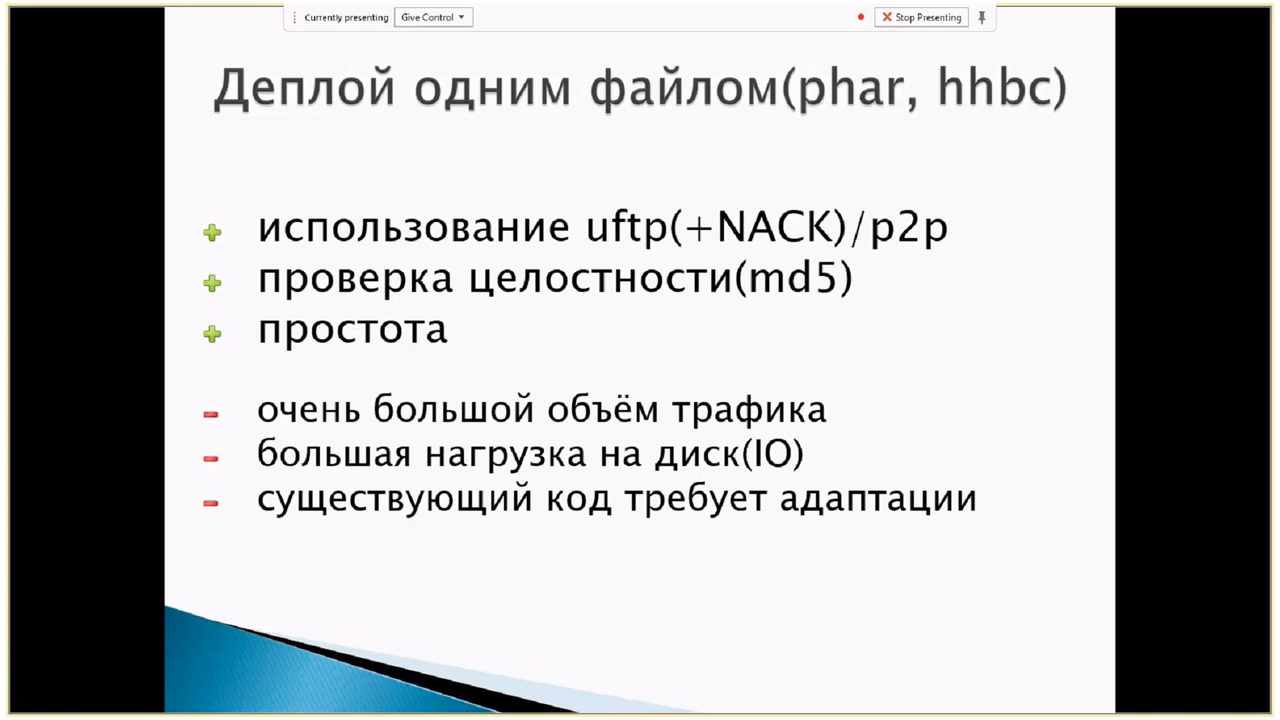 Currently presenting Give Control Stop Presenting
Деплой одним файлом(phar, hhbc)
использование uftp(+NACK)/p2p
проверка целостности(md5)
простота
очень большой объём трафика
большая нагрузка на диск(IO)
существующий код требует адаптации